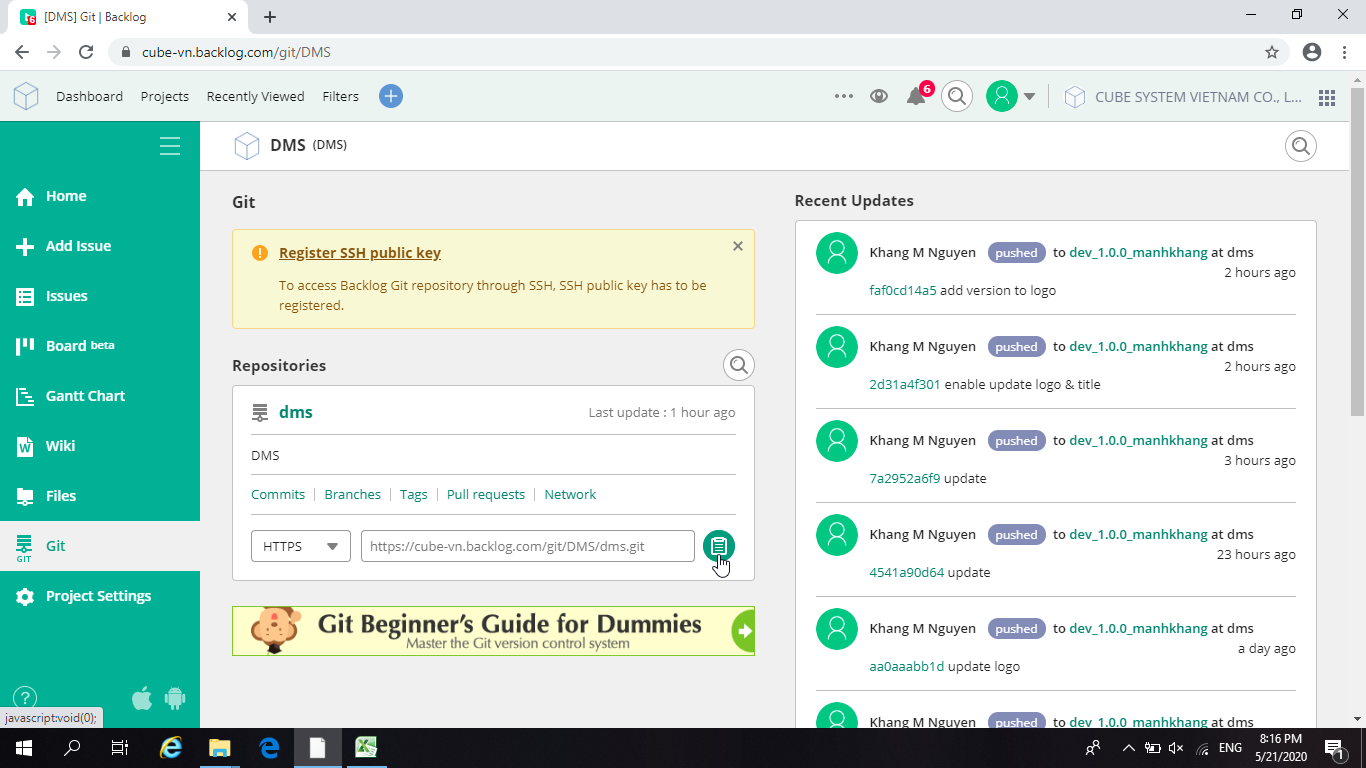 [DMS] Git | Backlog
cube-vn.backlog.com/git/DMS
Dashboard Projects Recently Viewed Filters 6 CUBE SYSTEM VIETNAM CO., L...
DMS (DMS)
Home
Add Issue
Issues
Board beta
Gantt Chart
Wiki
Files
GIT Git
Project Settings
javascript:void(0);
Git
Register SSH public key
To access Backlog Git repository through SSH, SSH public key has to be
registered.
Repositories
dms Last update : 1 hour ago
DMS
Commits Branches Tags Pull requests Network
HTTPS https://cube-vn.backlog.com/git/DMS/dms.git
Git Beginner's Guide for Dummies
Master the Git version control system
Recent Updates
Khang M Nguyen pushed to dev_1.0.0_manhkhang at dms
2 hours ago
faf0cd14a5 add version to logo
Khang M Nguyen pushed to dev_1.0.0_manhkhang at dms
2 hours ago
2d31a4f301 enable update logo & title
Khang M Nguyen pushed to dev_1.0.0_manhkhang at dms
3 hours ago
7a2952a6f9 update
Khang M Nguyen pushed to dev_1.0.0_manhkhang at dms
23 hours ago
4541a90d64 update
Khang M Nguyen pushed to dev_1.0.0_manhkhang at dms
a day ago
aa0aaabb1d update logo
Khang M Nguyen pushed to dev_1.0.0_manhkhang at dms
ENG
8:16 PM
5/21/2020
1